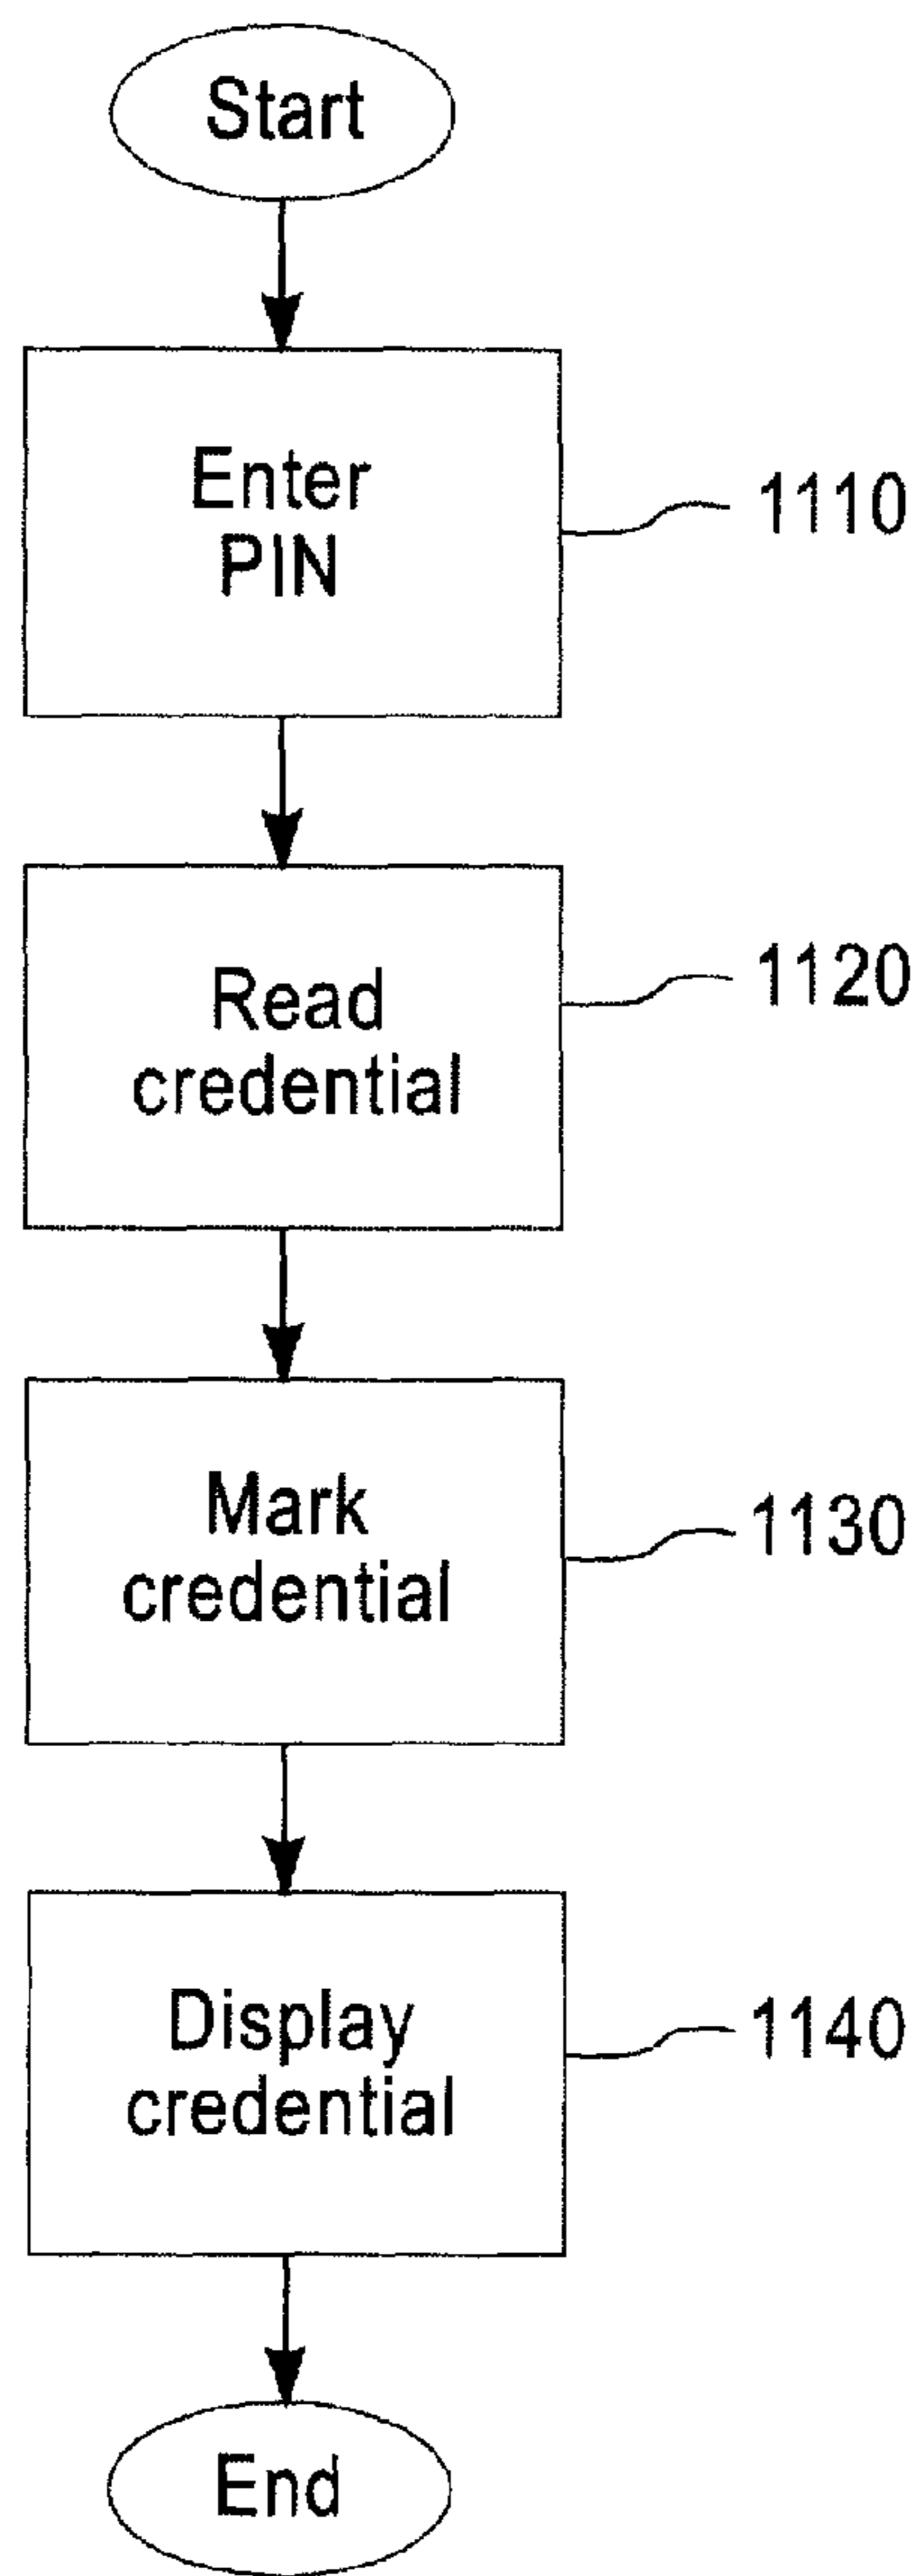 Start
Enter
PIN
1110
Read
credential
1120
Mark
credential
1130
Display
credential
1140
End